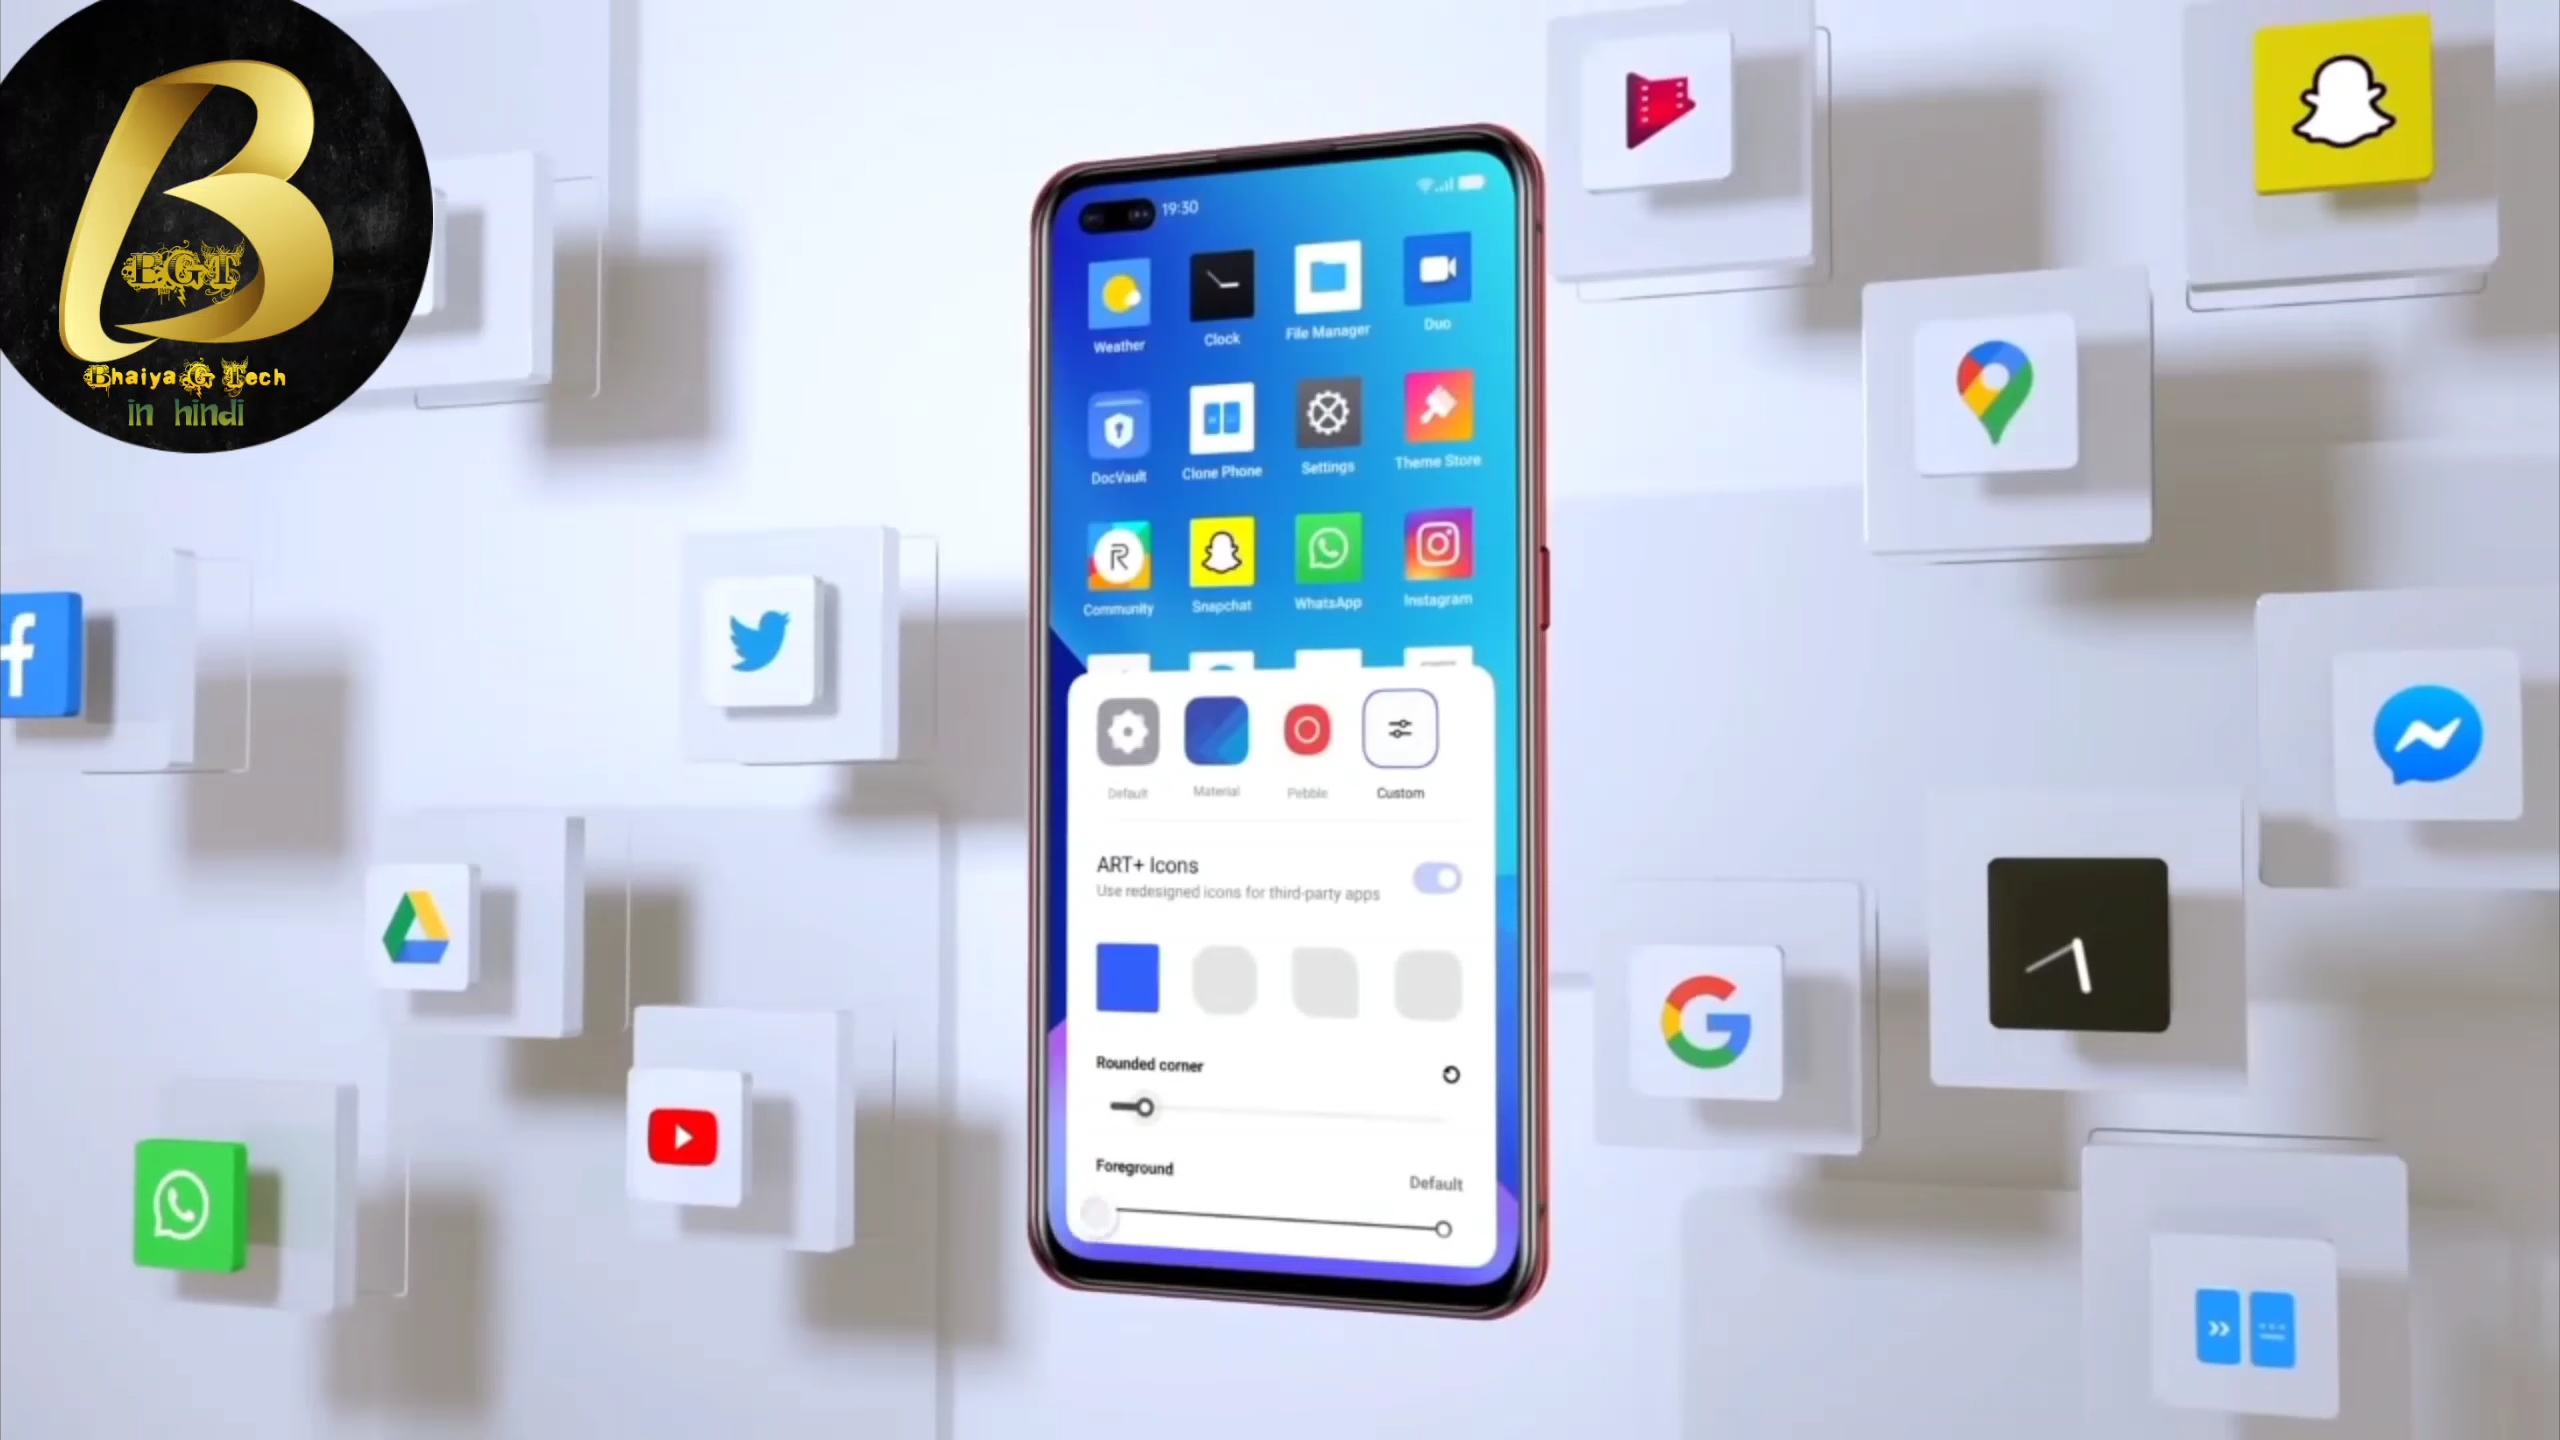 BGT
Bhaiya G Tech
in hindi
19:30
Weather
Clock
File Manager
Duo
DocVault
Clone Phone
Settings
Theme Store
Community
Snapchat
WhatsApp
Instagram
Default
Material
Pebble
Custom
ART+ Icons
Use redesigned icons for third-party apps
Rounded corner
Foreground
Default